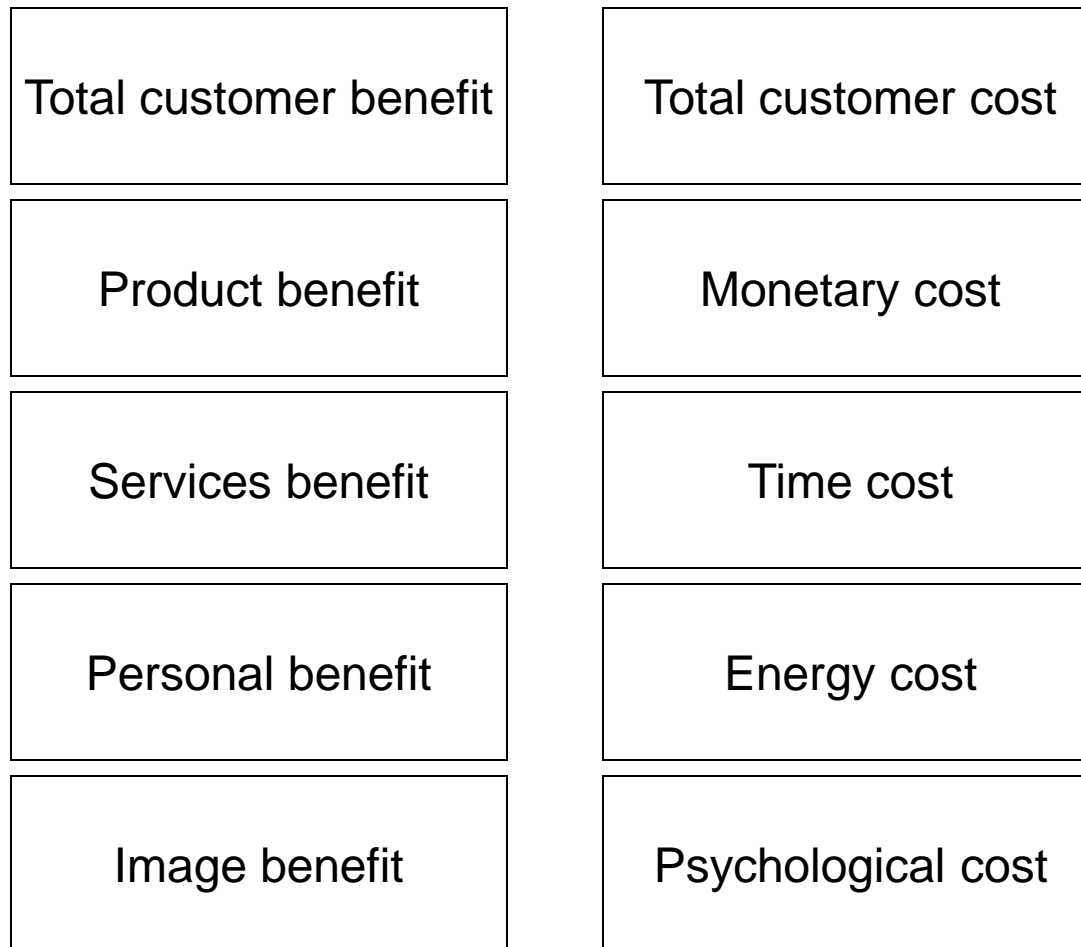 Total customer benefit
Total customer cost
Product benefit
Monetary cost
Services benefit
Time cost
Personal benefit
Energy cost
Image benefit
Psychological cost